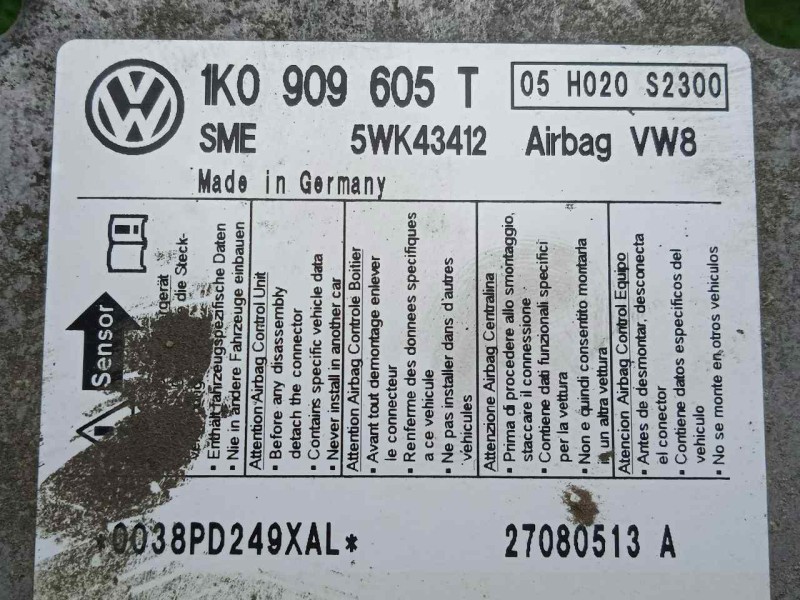 VW
1K0 909 605 T
05 H020 S2300
SME 5WK43412 Airbag VW8
Made in Germany
Sensor
gerät
die Steck-
• Enthält fahrzeugspezifische Daten
• Nie in andere Fahrzeuge einbauen
Attention Airbag Control Unit
• Before any disassembly
detach the connector
• Contains specific vehicle data
• Never install in another car
Attention Airbag Controle Boitier
• Avant tout demontage enlever
le connecteur
• Renferme des donnees specifiques
a ce vehicule
• Ne pas installer dans d'autres
vehicules
Attenzione Airbag Centralina
• Prima di procedere allo smontaggio,
staccare il connessione
• Contiene dati funzionali specifici
per la vettura
• Non e quindi consentito montarla
in un altra vettura
Atencion Airbag Control Equipo
• Antes de desmontar, desconecta
el conector
• Contiene datos especificos del
vehiculo
• No se monte en otros vehiculos
*0038PD249XAL*
27080513 A